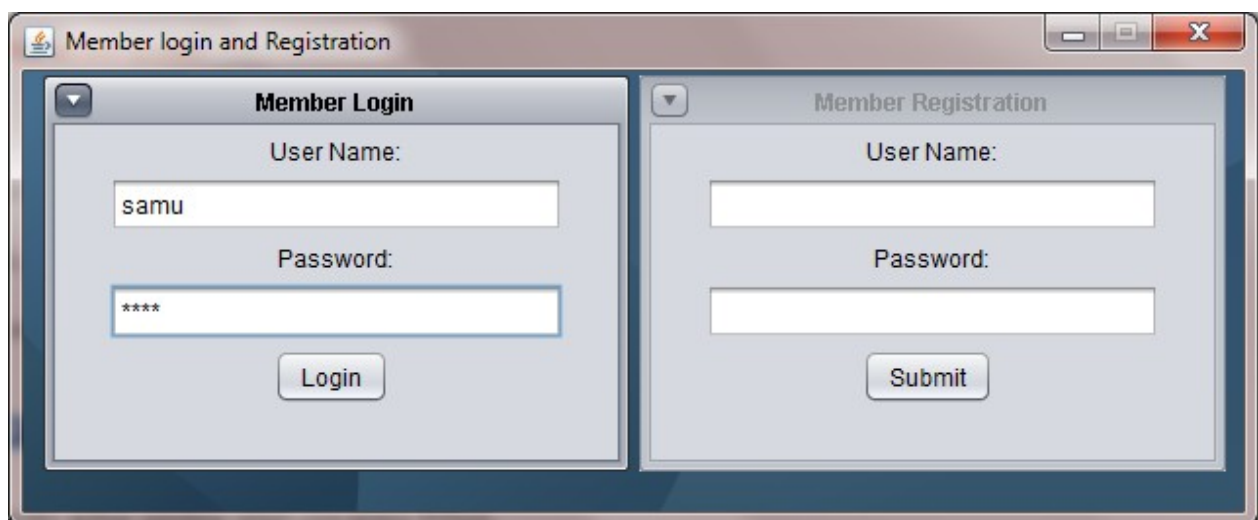 Member login and Registration
Member Login
User Name:
samu
Password:
****
Login
Member Registration
User Name:
Password:
Submit